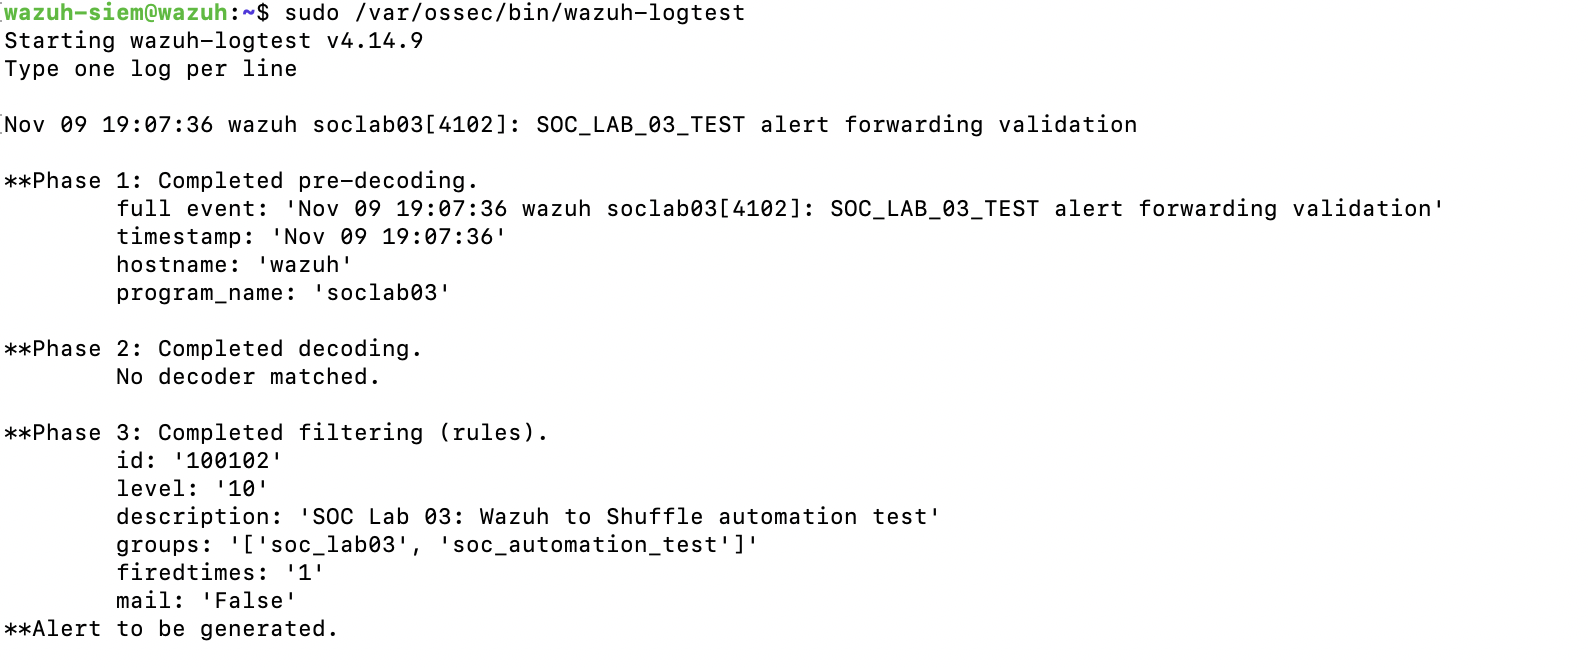 wazuh-siem@wazuh:~$ sudo /var/ossec/bin/wazuh-logtest
Starting wazuh-logtest v4.14.9
Type one log per line
Nov 09 19:07:36 wazuh soclab03[4102]: SOC_LAB_03_TEST alert forwarding validation
**Phase 1: Completed pre-decoding.
full event: 'Nov 09 19:07:36 wazuh soclab03[4102]: SOC_LAB_03_TEST alert forwarding validation'
timestamp: 'Nov 09 19:07:36'
hostname: 'wazuh'
program_name: 'soclab03'
**Phase 2: Completed decoding.
No decoder matched.
**Phase 3: Completed filtering (rules).
id: '100102'
level: '10'
description: 'SOC Lab 03: Wazuh to Shuffle automation test'
groups: '['soc_lab03', 'soc_automation_test']'
firedtimes: '1'
mail: 'False'
**Alert to be generated.